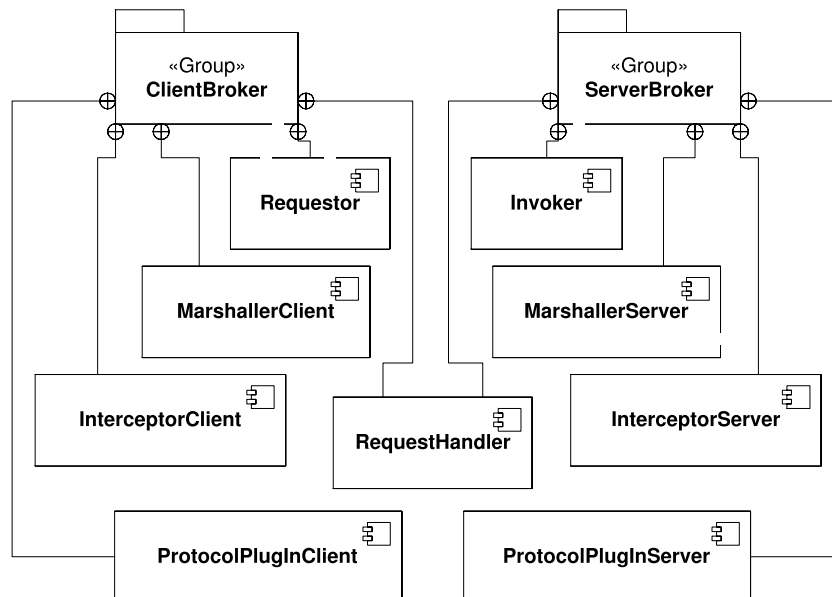 «Group»
ClientBroker
«Group»
ServerBroker
Requestor
Invoker
MarshallerClient
MarshallerServer
InterceptorClient
InterceptorServer
RequestHandler
ProtocolPlugInClient
ProtocolPlugInServer